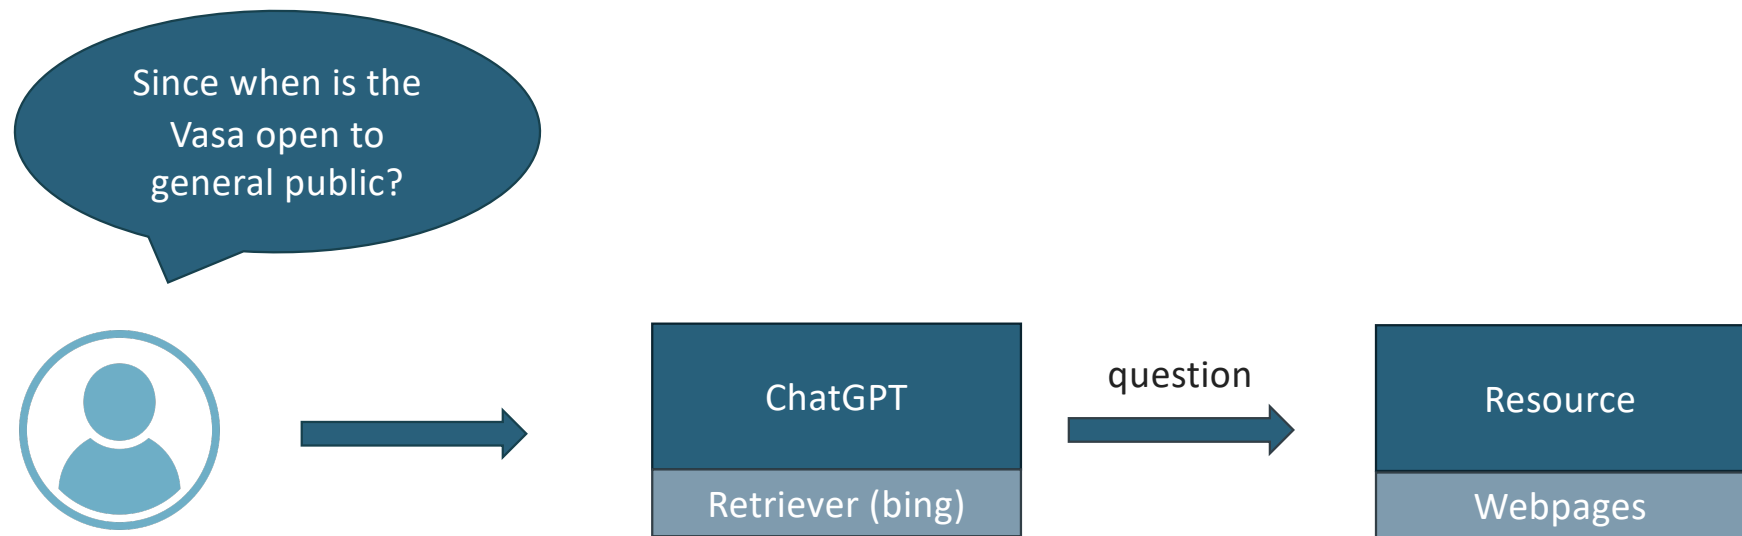 Since when is the
Vasa open to
general public?
ChatGPT
Retriever (bing)
question
Resource
Webpages